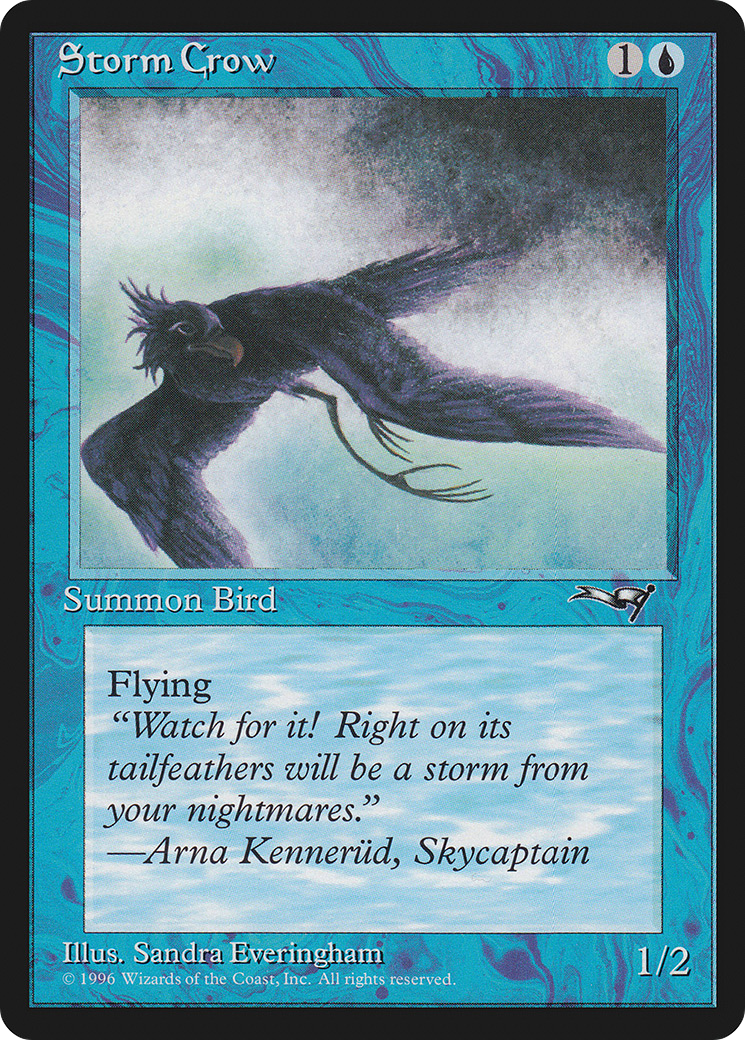 Storm Crow
1
Summon Bird
Flying
“Watch for it! Right on its
tailfeathers will be a storm from
your nightmares.”
—Arna Kennerüd, Skycaptain
Illus. Sandra Everingham
© 1996 Wizards of the Coast, Inc. All rights reserved.
1/2